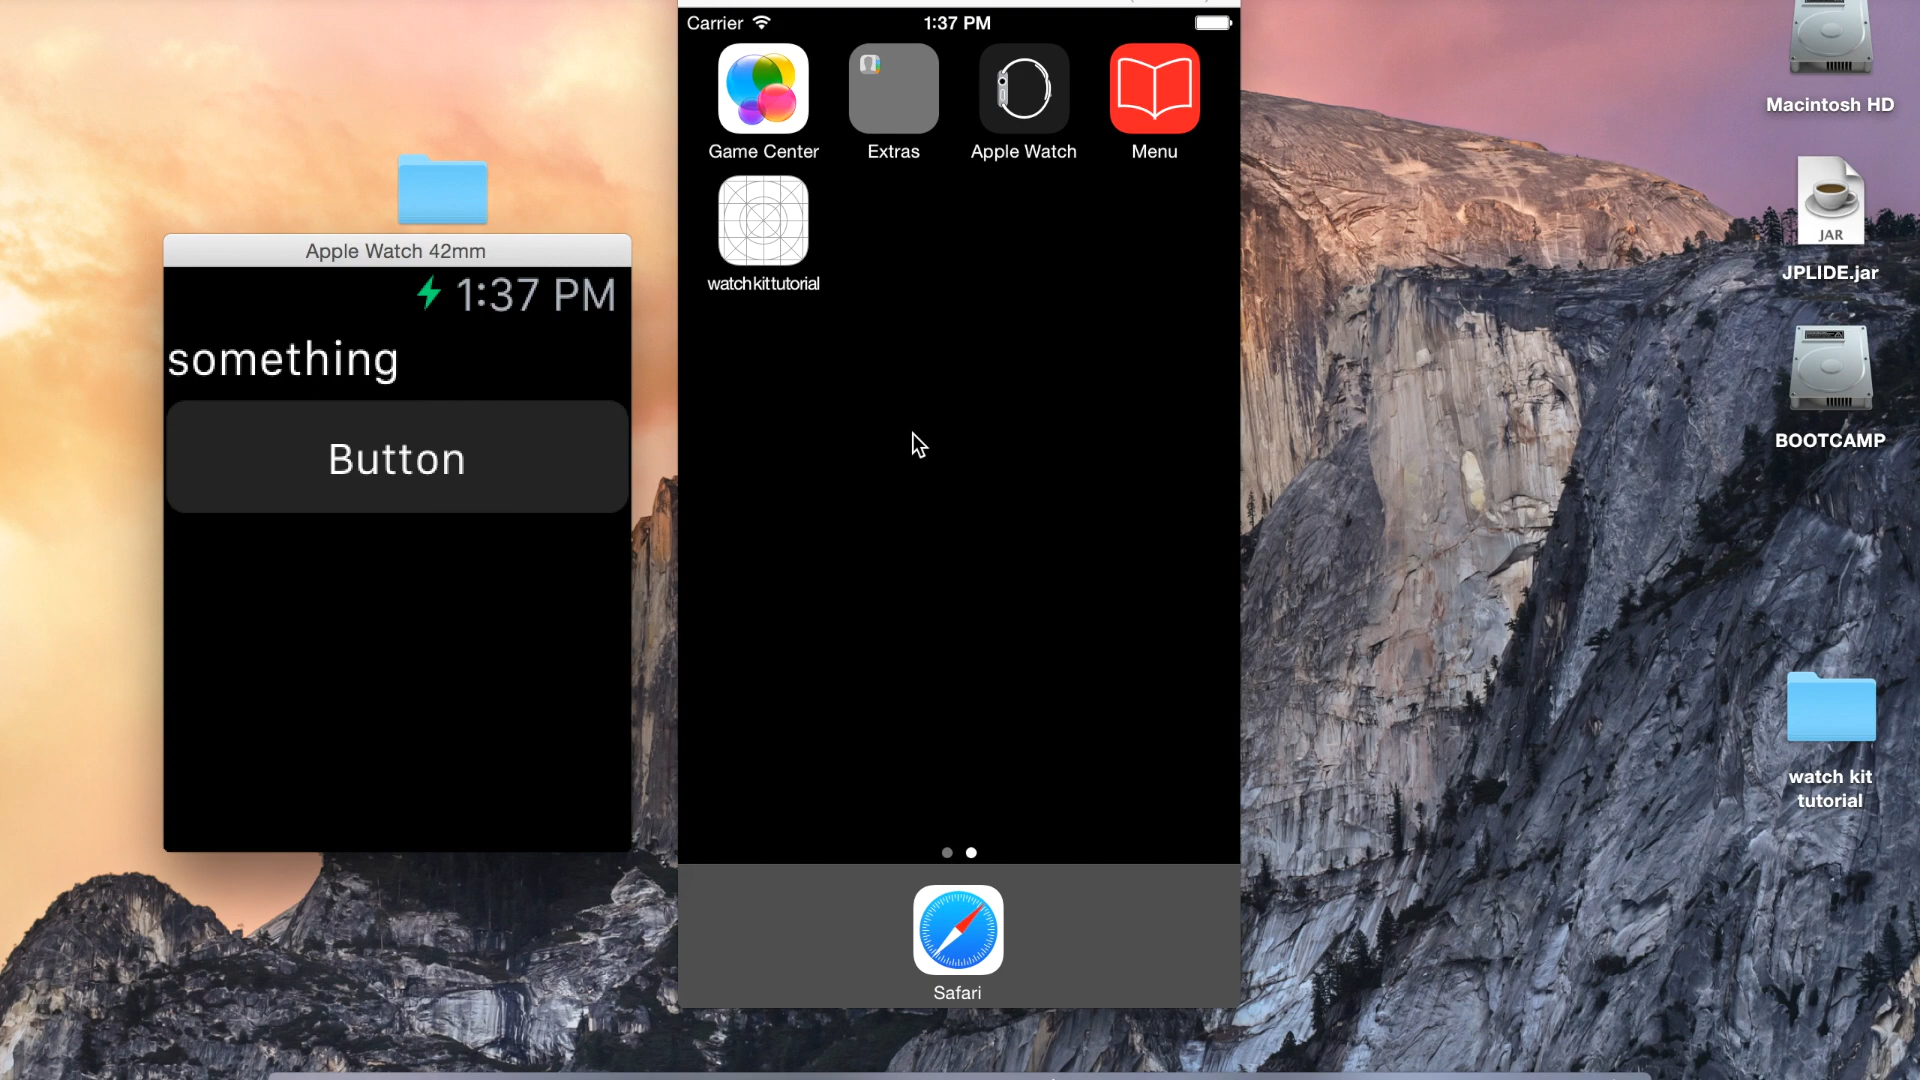 Apple Watch 42mm
1:37 PM
something
Button
Carrier
1:37 PM
Game Center
Extras
Apple Watch
Menu
watchkittutorial
Safari
Macintosh HD
JAR
JPLIDE.jar
BOOTCAMP
watch kit
tutorial